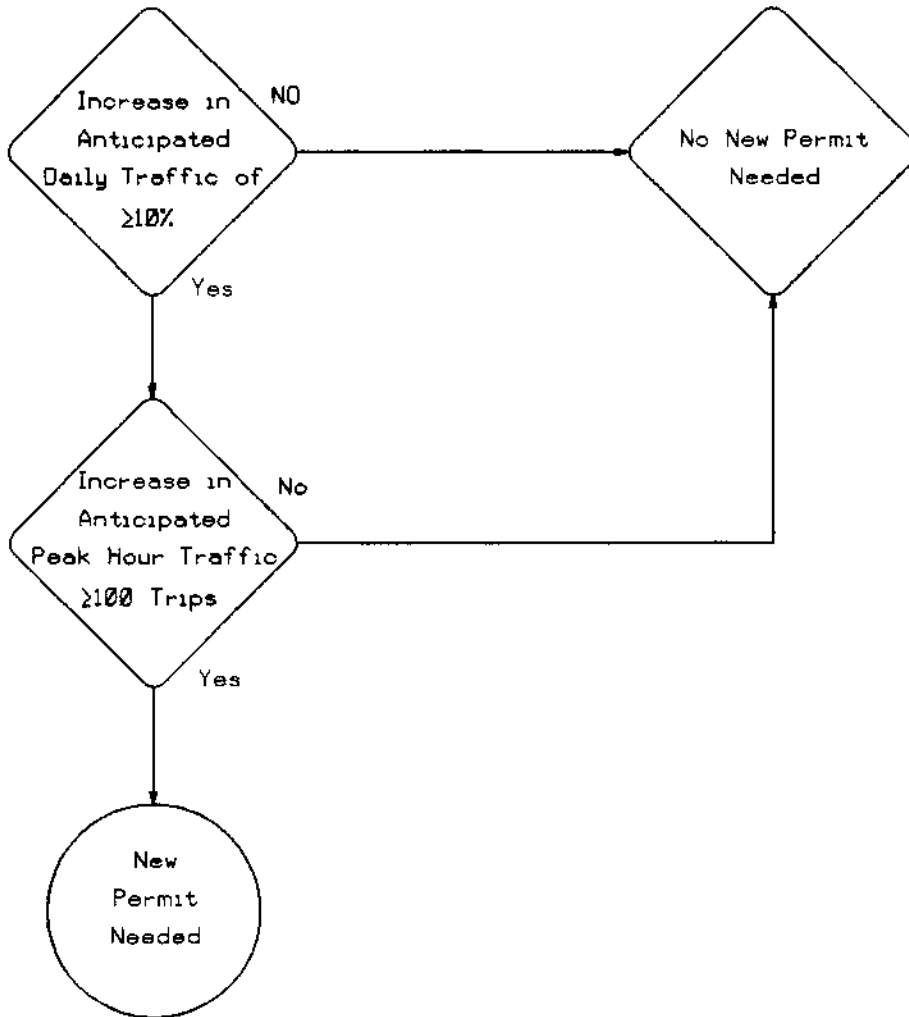 Increase in
Anticipated
Daily Traffic of
≥10%
NO
No New Permit
Needed
Yes
Increase in
Anticipated
Peak Hour Traffic
≥100 Trips
No
Yes
New
Permit
Needed